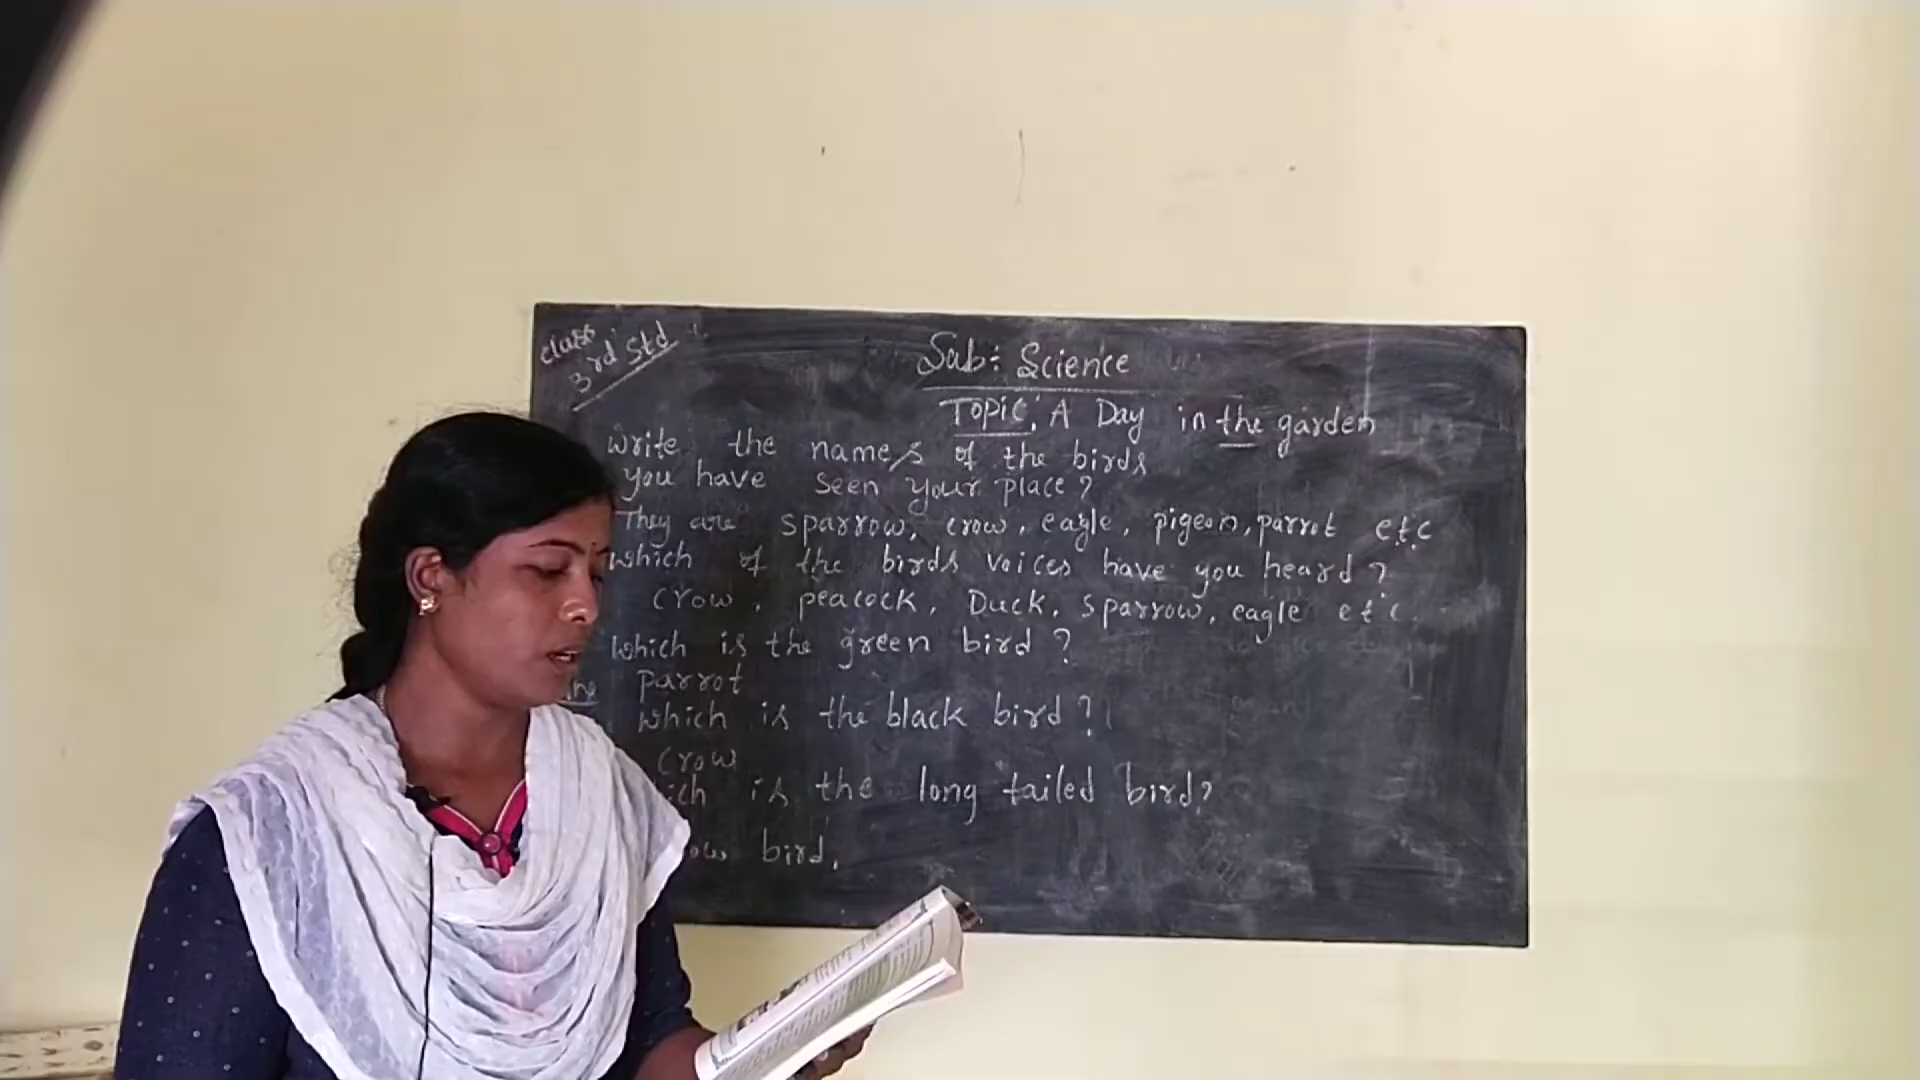 class
3rd Std
Sub: Science
Topic: A Day in the garden
Write the names of the birds
you have seen your place?
They are sparrow, crow, eagle, pigeon, parrot etc
which of the birds voices have you heard?
Crow, peacock, Duck, sparrow, eagle etc.
which is the green bird?
parrot
which is the black bird?
Crow
is the long tailed bird?
bird.